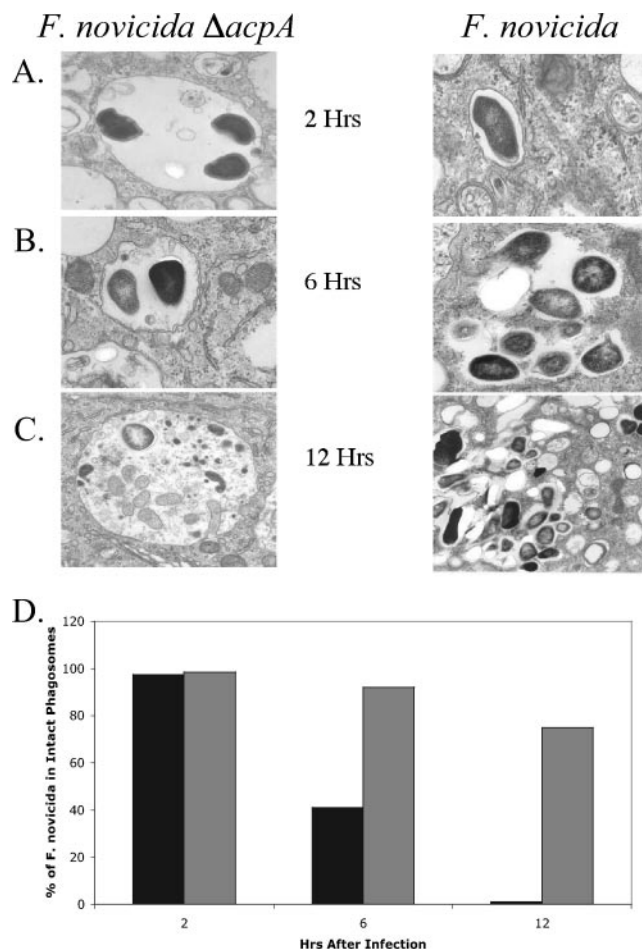 F. novicida ΔacpA
F. novicida
A.
2 Hrs
B.
6 Hrs
C.
12 Hrs
D.
% of F. novicida in Intact Phagosomes
120
100
80
60
40
20
0
2
6
12
Hrs After Infection